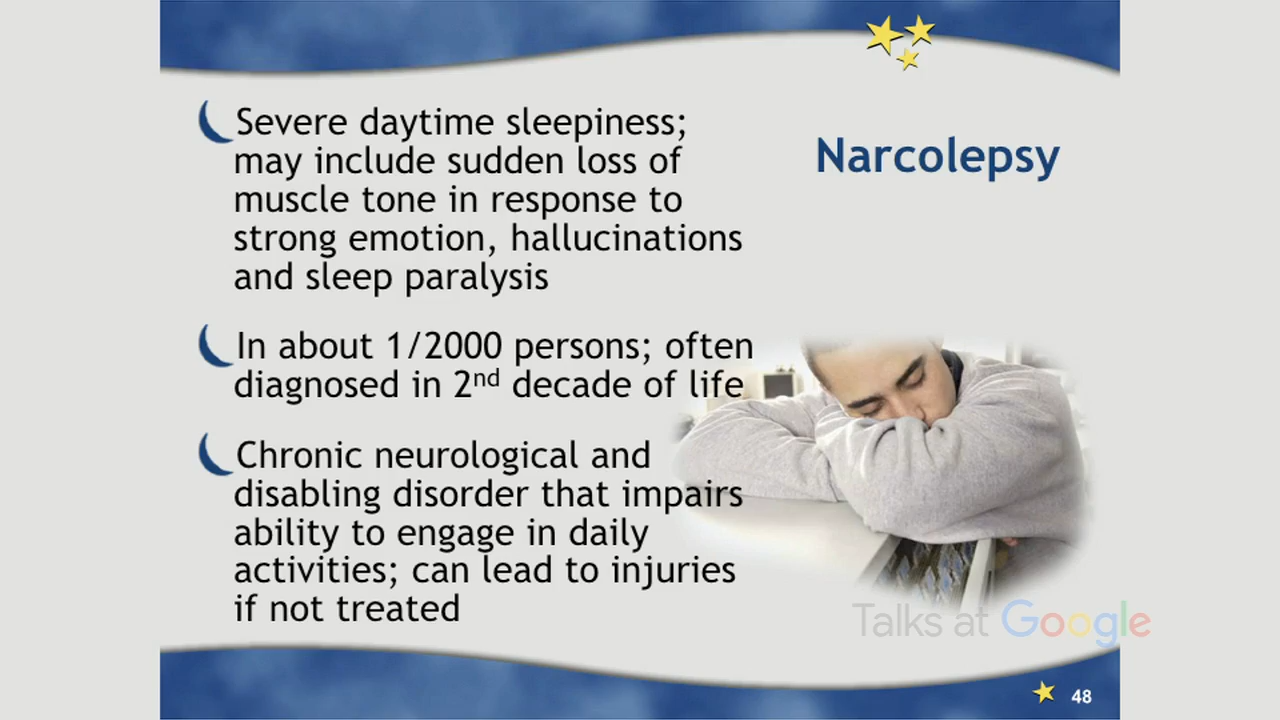 Narcolepsy
Severe daytime sleepiness;
may include sudden loss of
muscle tone in response to
strong emotion, hallucinations
and sleep paralysis
In about 1/2000 persons; often
diagnosed in 2nd decade of life
Chronic neurological and
disabling disorder that impairs
ability to engage in daily
activities; can lead to injuries
if not treated
Talks at Google
48